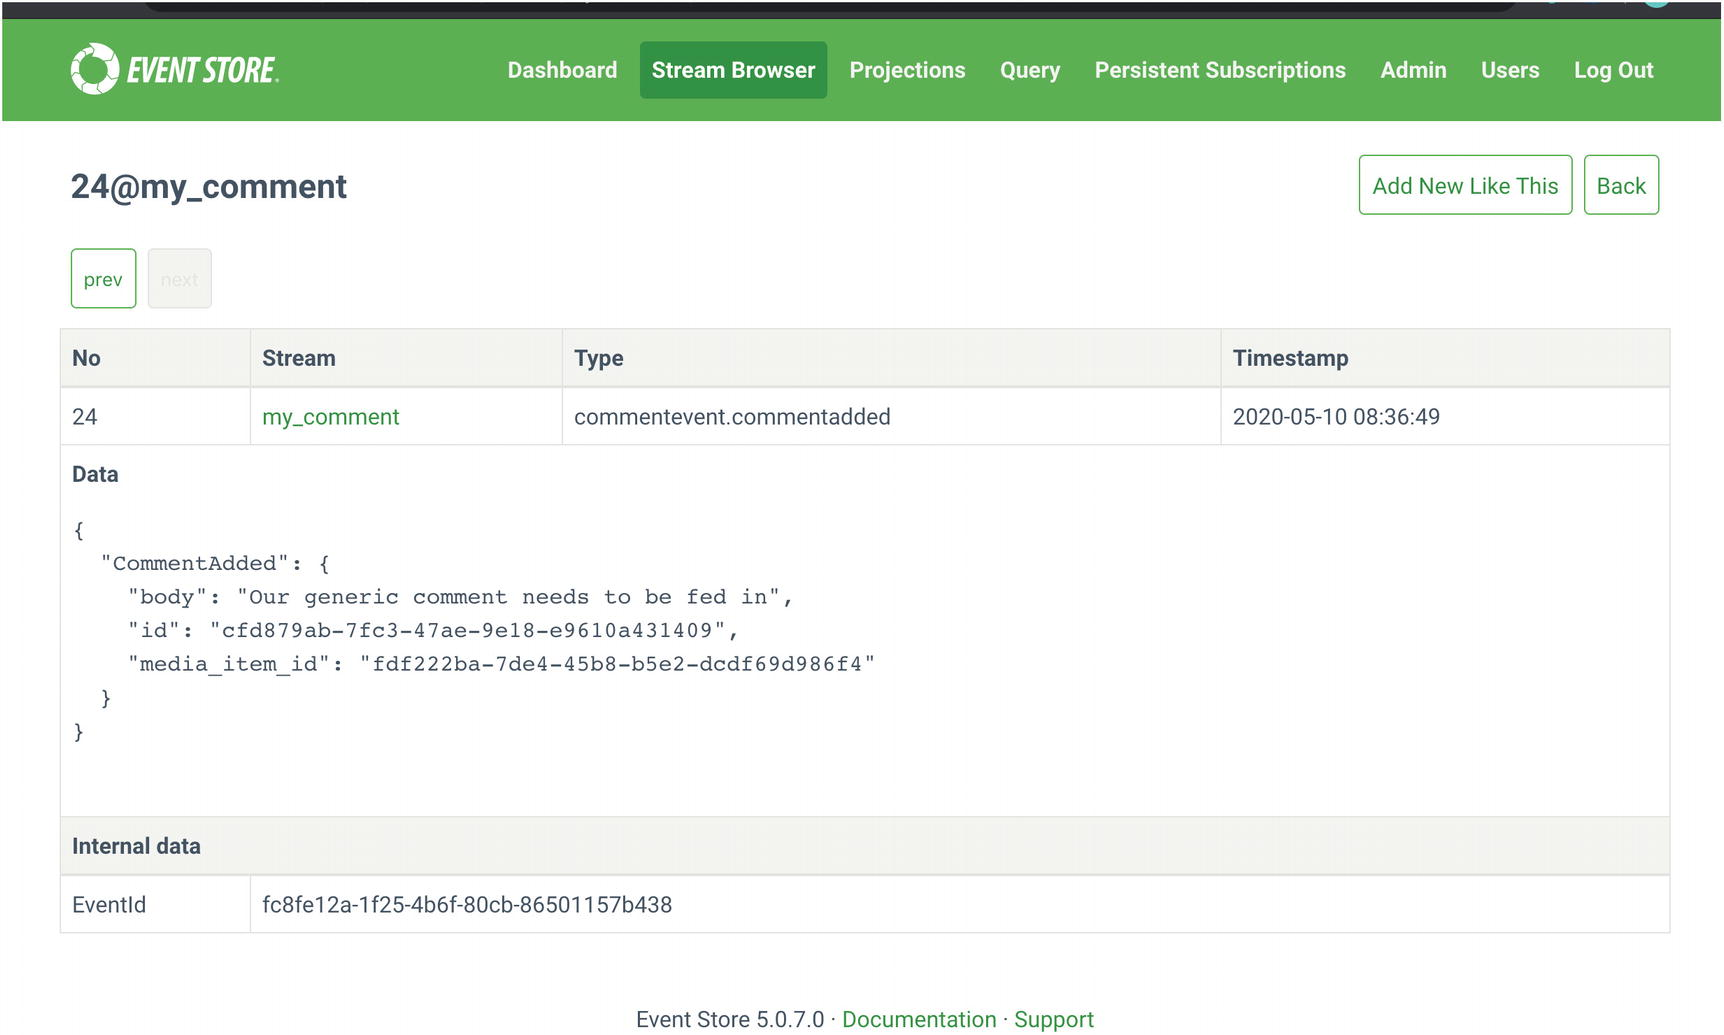 EVENT STORE
Dashboard Stream Browser Projections Query Persistent Subscriptions Admin Users Log Out
24@my_comment
Add New Like This Back
prev next
No Stream Type Timestamp
24 my_comment commentevent.commentadded 2020-05-10 08:36:49
Data
{
"CommentAdded": {
"body": "Our generic comment needs to be fed in",
"id": "cfd879ab-7fc3-47ae-9e18-e9610a431409",
"media_item_id": "fdf222ba-7de4-45b8-b5e2-dcdf69d986f4"
}
}
Internal data
EventId fc8fe12a-1f25-4b6f-80cb-86501157b438
Event Store 5.0.7.0 · Documentation · Support